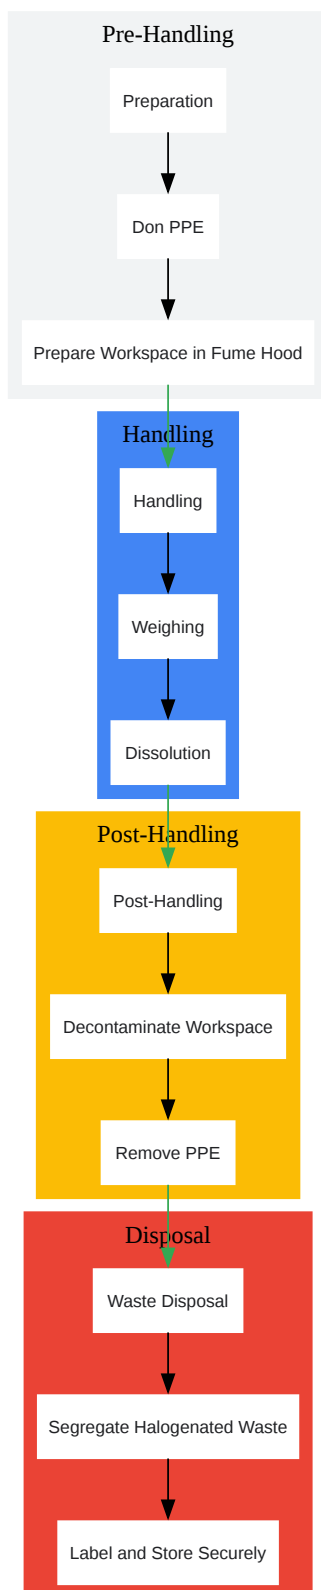 Pre-Handling
Preparation
Don PPE
Prepare Workspace in Fume Hood
Handling
Handling
Weighing
Dissolution
Post-Handling
Post-Handling
Decontaminate Workspace
Remove PPE
Disposal
Waste Disposal
Segregate Halogenated Waste
Label and Store Securely